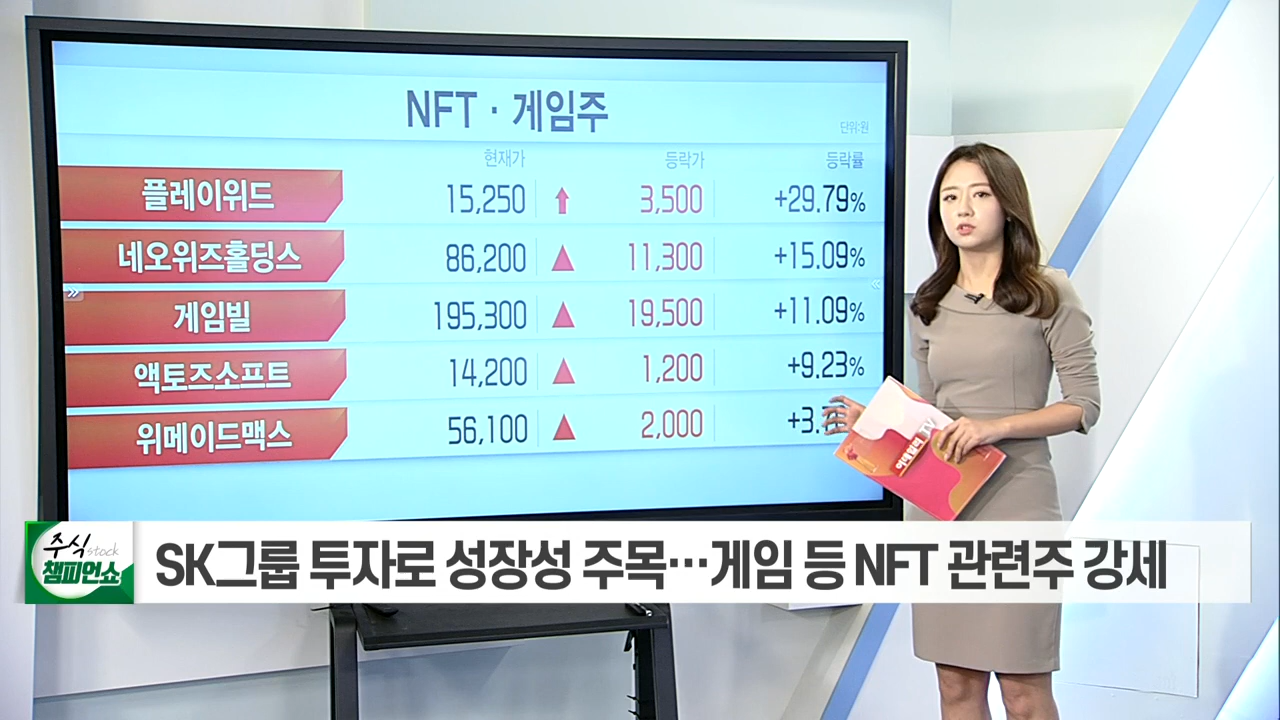 NFT · 게임주
단위:원
현재가 등락가 등락률
플레이위드 15,250 3,500 +29.79%
네오위즈홀딩스 86,200 ▲ 11,300 +15.09%
게임빌 195,300 ▲ 19,500 +11.09%
액토즈소프트 14,200 ▲ 1,200 +9.23%
위메이드맥스 56,100 ▲ 2,000
이데일리 TV
주식 stock
챔피언쇼
SK그룹 투자로 성장성 주목…게임 등 NFT 관련주 강세